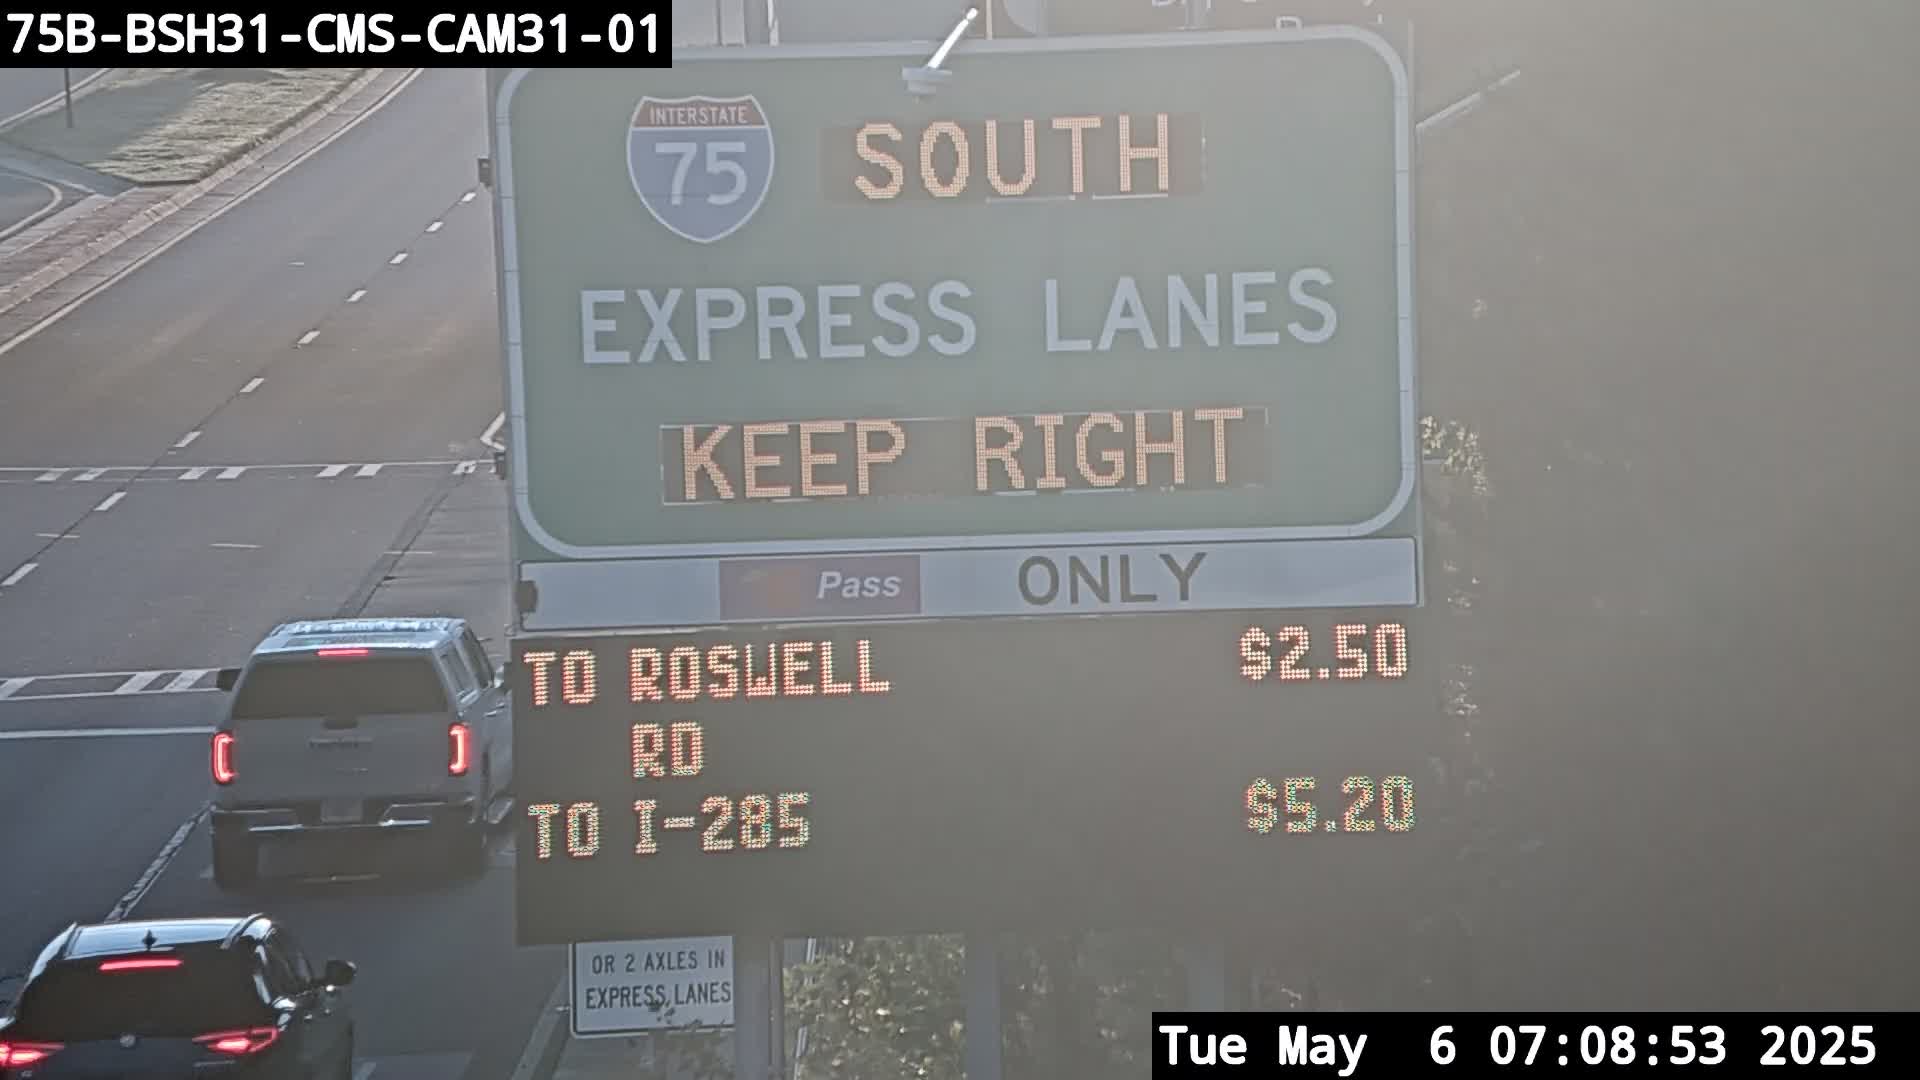 75B-BSH31-CMS-CAM31-01
INTERSTATE
75
SOUTH
EXPRESS LANES
KEEP RIGHT
Pass ONLY
TO ROSWELL $2.50
RD
TO I-285 $5.20
OR 2 AXLES IN
EXPRESS LANES
Tue May 6 07:08:53 2025